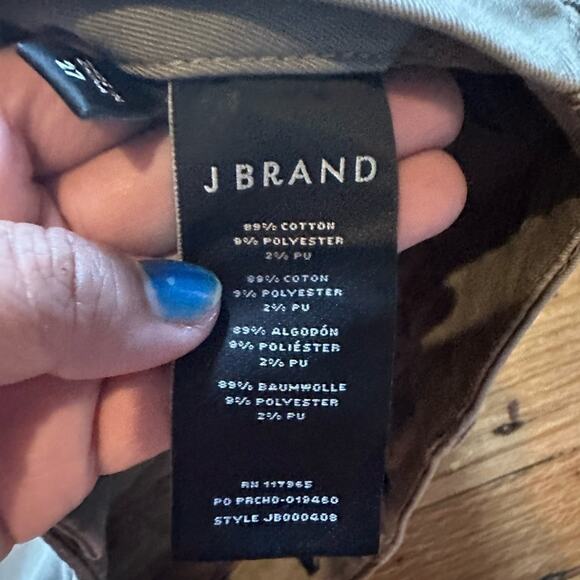 27
J BRAND
89% COTTON
9% POLYESTER
2% PU
89% COTON
9% POLYESTER
2% PU
89% ALGODÓN
9% POLIÉSTER
2% PU
89% BAUMWOLLE
9% POLYESTER
2% PU
RN 117965
PO PRCHO-019460
STYLE JB000408